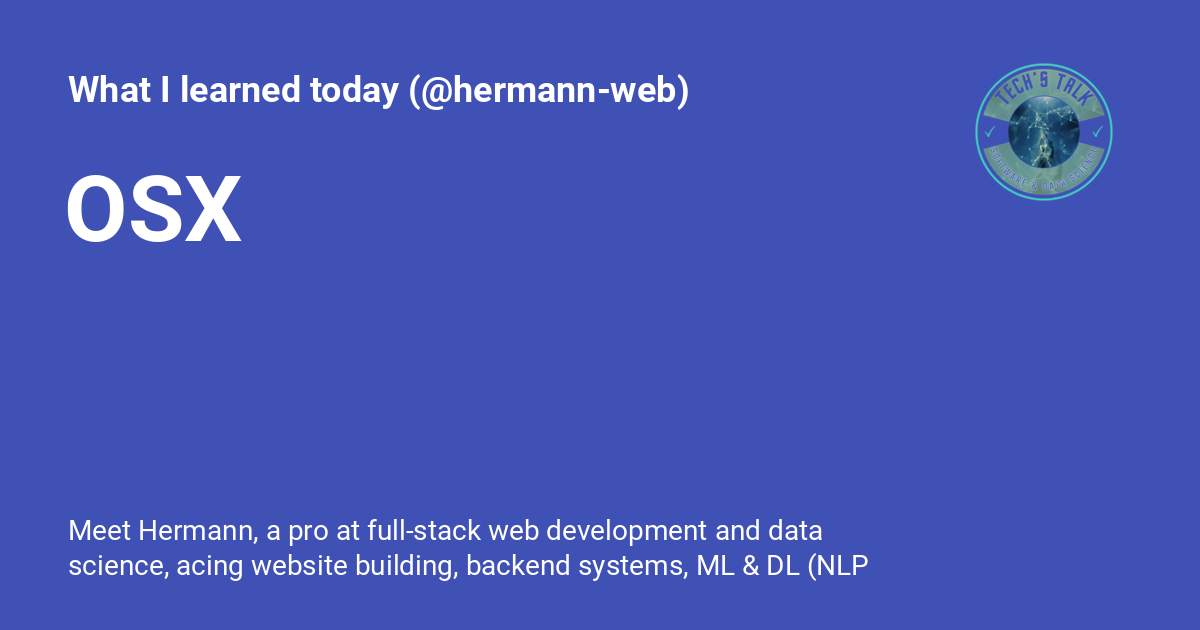 What I learned today (@hermann-web)
TECH'S TALK
SOFTWARE & DATA SCIENCE
OSX
Meet Hermann, a pro at full-stack web development and data
science, acing website building, backend systems, ML & DL (NLP